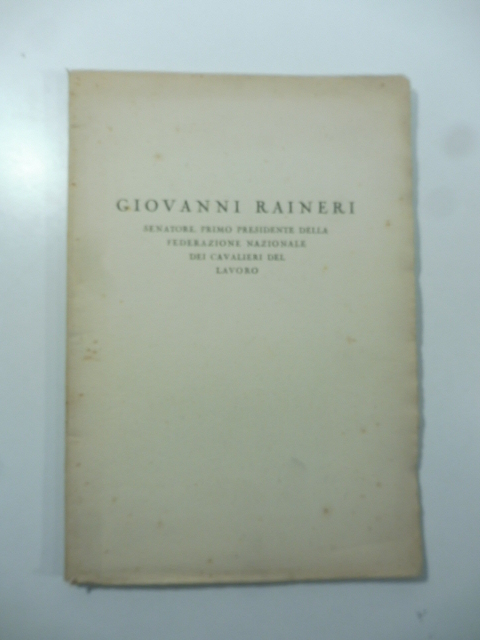 GIOVANNI RAINERI
SENATORE, PRIMO PRESIDENTE DELLA
FEDERAZIONE NAZIONALE
DEI CAVALIERI DEL
LAVORO